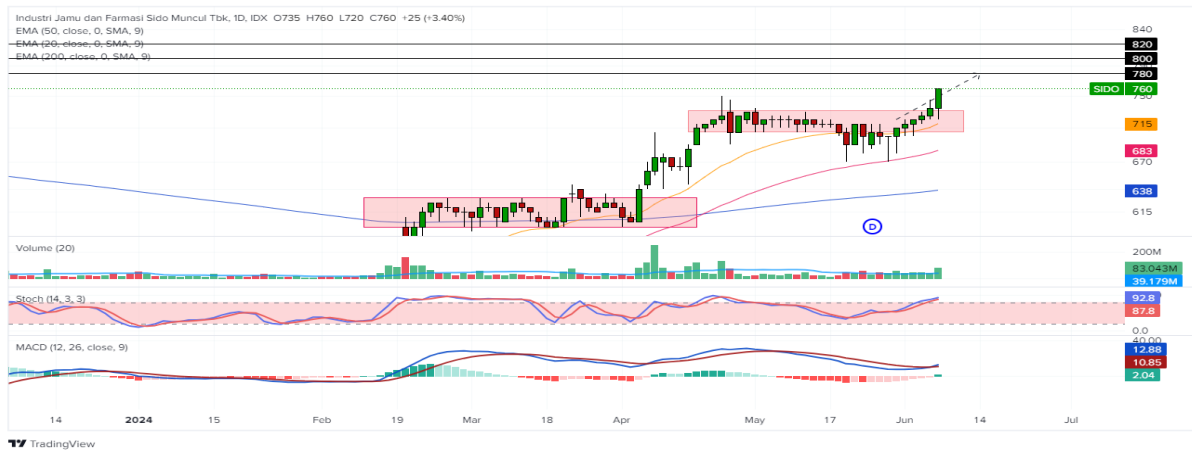 Industri Jamu dan Farmasi Sido Muncul Tbk, 1D, IDX O735 H760 L720 C760 +25 (+3.40%)
EMA (50, close, 0, SMA, 9)
EMA (20, close, 0, SMA, 9)
EMA (200, close, 0, SMA, 9)
840
820
800
780
SIDO 760
750
715
683
670
638
615
D
Volume (20)
200M
83.043M
39.179M
Stoch (14, 3, 3)
92.8
87.8
0.0
MACD (12, 26, close, 9)
40.00
12.88
10.85
2.04
14 2024 15 Feb 19 Mar 18 Apr May 17 Jun 14 Jul
TradingView